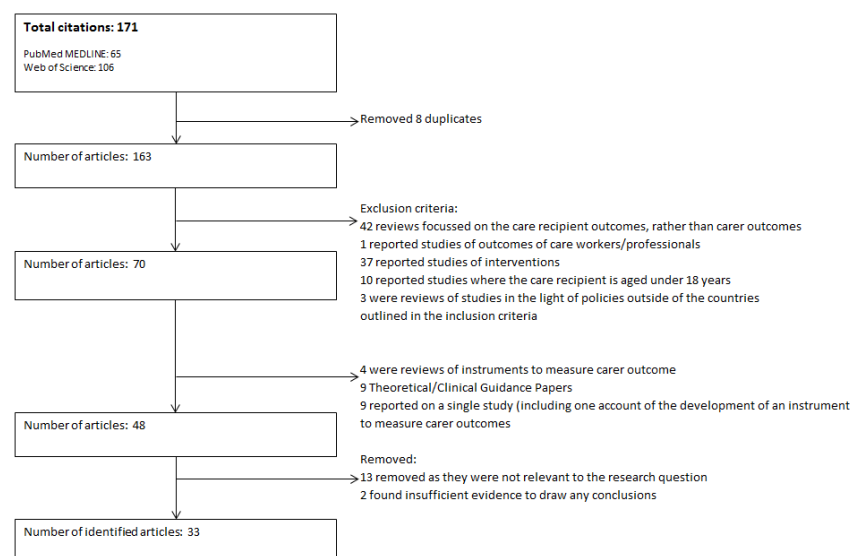 Total citations: 171
PubMed MEDLINE: 65
Web of Science: 106
Removed 8 duplicates
Number of articles: 163
Exclusion criteria:
42 reviews focussed on the care recipient outcomes, rather than carer outcomes
1 reported studies of outcomes of care workers/professionals
37 reported studies of interventions
10 reported studies where the care recipient is aged under 18 years
3 were reviews of studies in the light of policies outside of the countries
outlined in the inclusion criteria
Number of articles: 70
4 were reviews of instruments to measure carer outcome
9 Theoretical/Clinical Guidance Papers
9 reported on a single study (including one account of the development of an instrument
to measure carer outcomes
Number of articles: 48
Removed:
13 removed as they were not relevant to the research question
2 found insufficient evidence to draw any conclusions
Number of identified articles: 33